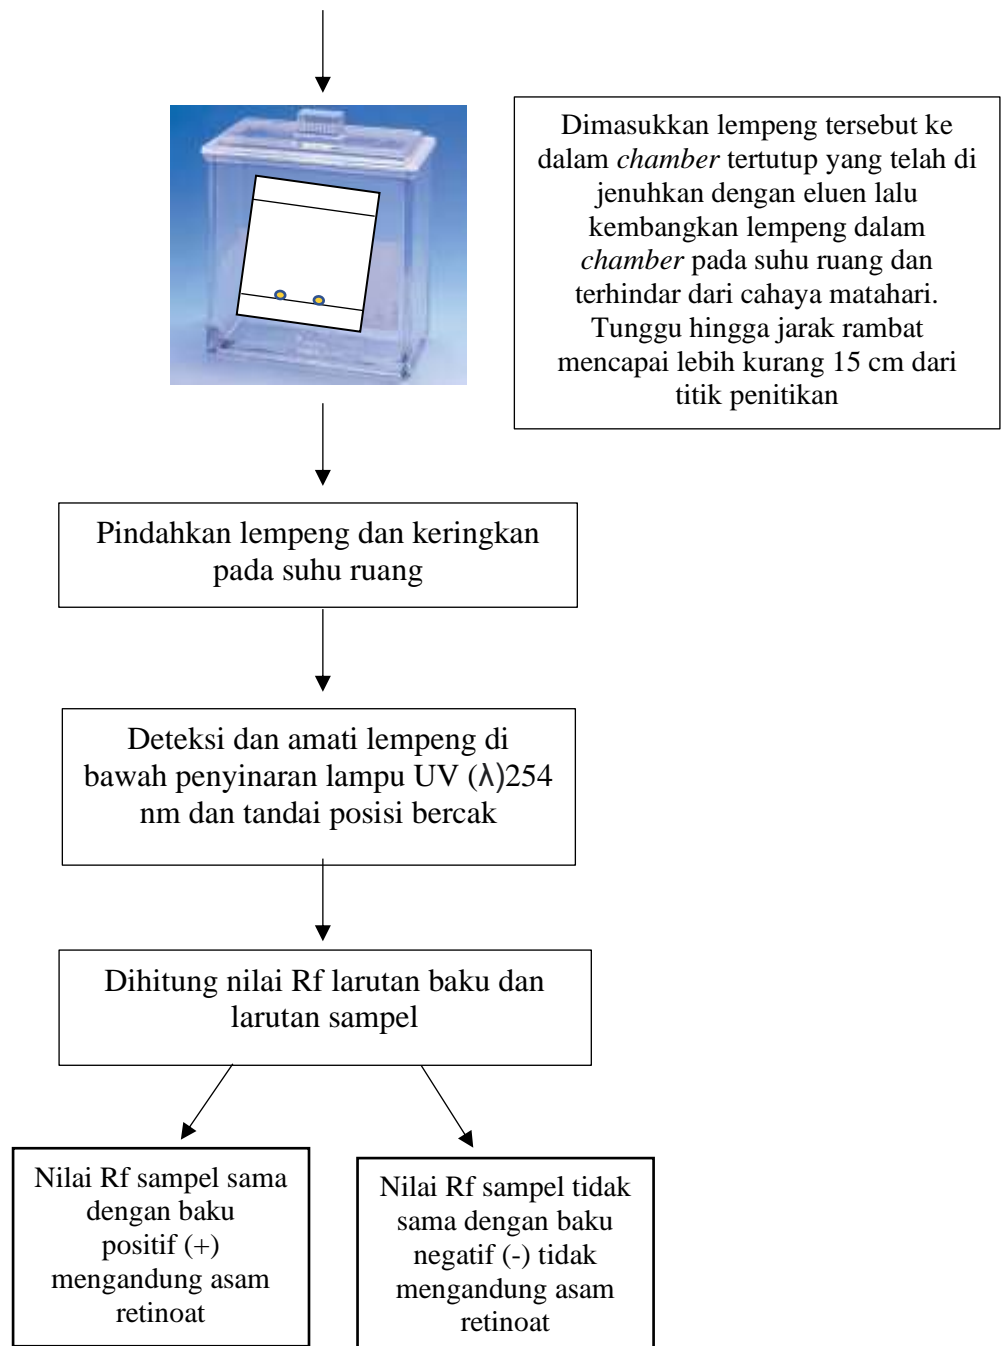 Dimasukkan lempeng tersebut ke
dalam chamber tertutup yang telah di
jenuhkan dengan eluen lalu
kembangkan lempeng dalam
chamber pada suhu ruang dan
terhindar dari cahaya matahari.
Tunggu hingga jarak rambat
mencapai lebih kurang 15 cm dari
titik penitikan
Pindahkan lempeng dan keringkan
pada suhu ruang
Deteksi dan amati lempeng di
bawah penyinaran lampu UV (λ)254
nm dan tandai posisi bercak
Dihitung nilai Rf larutan baku dan
larutan sampel
Nilai Rf sampel sama
dengan baku
positif (+)
mengandung asam
retinoat
Nilai Rf sampel tidak
sama dengan baku
negatif (-) tidak
mengandung asam
retinoat